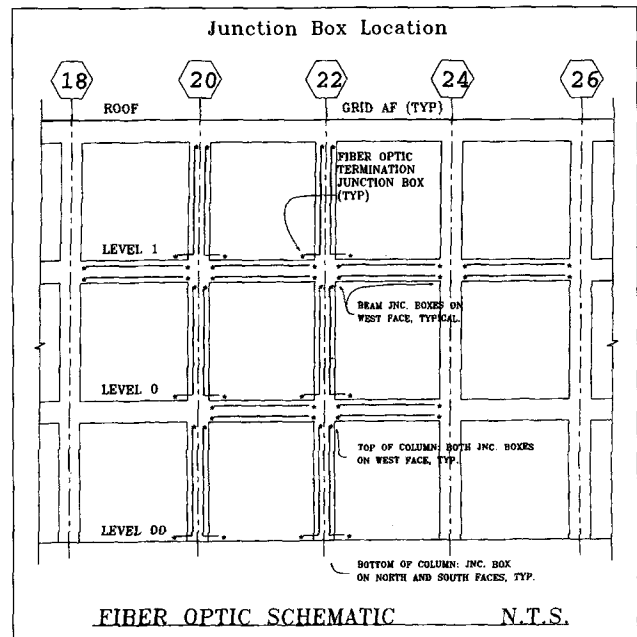 Junction Box Location
18 20 22 24 26
ROOF GRID AF (TYP)
FIBER OPTIC
TERMINATION
JUNCTION BOX
(TYP)
LEVEL 1
BEAM JNC. BOXES ON
WEST FACE, TYPICAL.
LEVEL 0
TOP OF COLUMN: BOTH JNC. BOXES
ON WEST FACE, TYP.
LEVEL 00
BOTTOM OF COLUMN: JNC. BOX
ON NORTH AND SOUTH FACES, TYP.
FIBER OPTIC SCHEMATIC N.T.S.